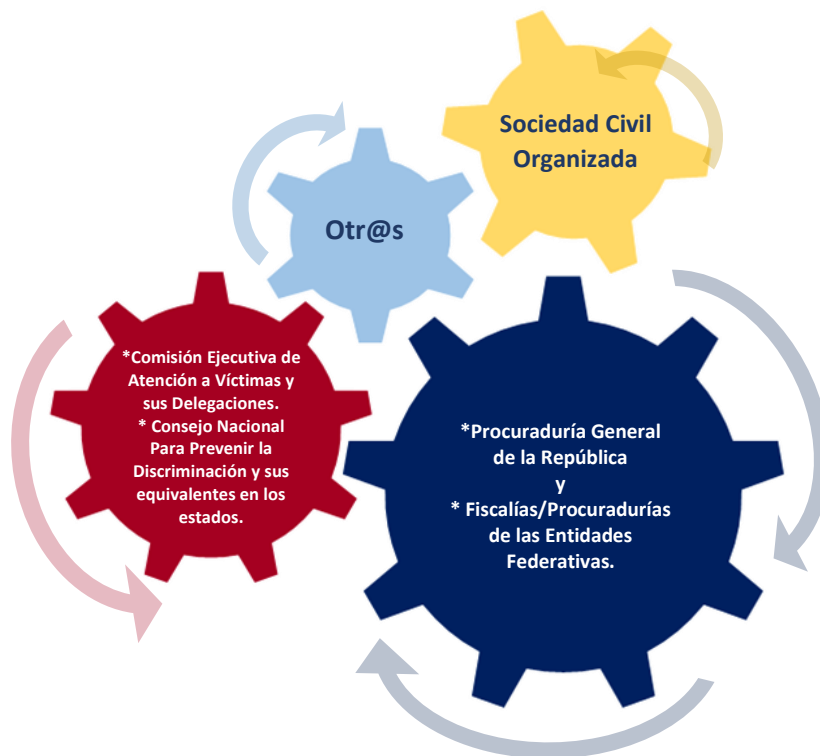 Sociedad Civil
Organizada
Otr@s
*Comisión Ejecutiva de
Atención a Víctimas y
sus Delegaciones.
* Consejo Nacional
Para Prevenir la
Discriminación y sus
equivalentes en los
estados.
*Procuraduría General
de la República
y
* Fiscalías/Procuradurías
de las Entidades
Federativas.